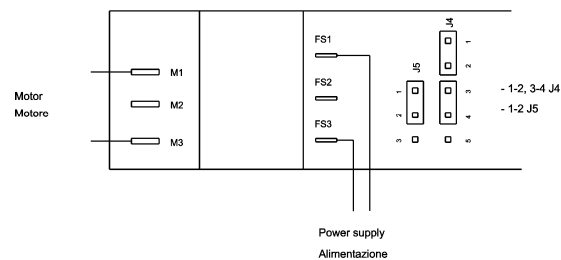 J4
FS1
1
J5
M1
2
FS2
1
3
- 1-2, 3-4 J4
Motor
M2
Motore
- 1-2 J5
FS3
2
4
M3
3
5
Power supply
Alimentazione